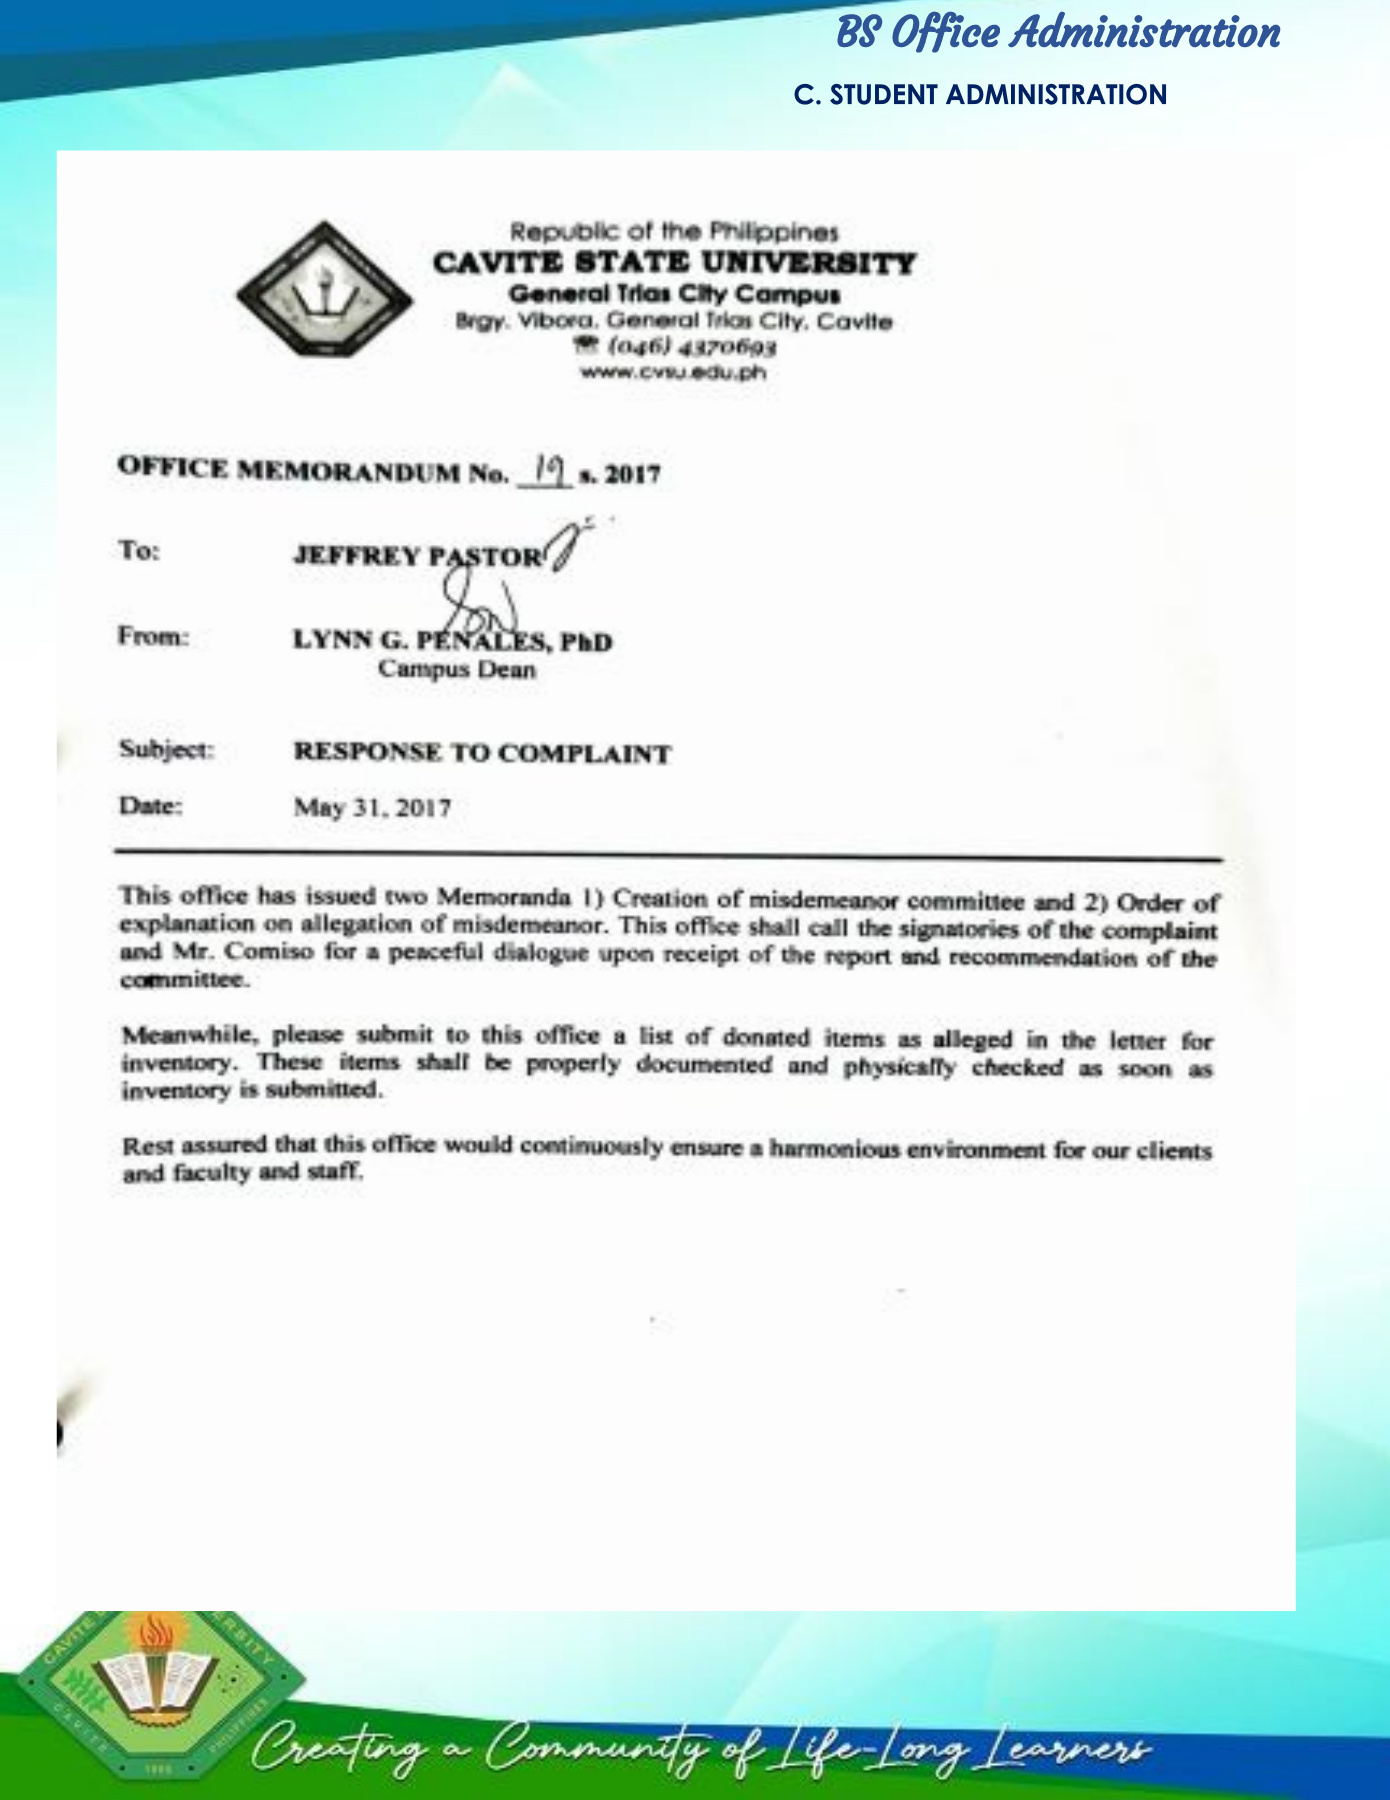 BS Office Administration
C. STUDENT ADMINISTRATION
Republic of the Philippines
CAVITE STATE UNIVERSITY
General Trias City Campus
Brgy. Vibora, General Trias City, Cavite
☎ (046) 4370693
www.cvsu.edu.ph
OFFICE MEMORANDUM No. 19 s. 2017
To: JEFFREY PASTOR
From: LYNN G. PENALES, PhD
Campus Dean
Subject: RESPONSE TO COMPLAINT
Date: May 31, 2017
This office has issued two Memoranda 1) Creation of misdemeanor committee and 2) Order of
explanation on allegation of misdemeanor. This office shall call the signatories of the complaint
and Mr. Comiso for a peaceful dialogue upon receipt of the report and recommendation of the
committee.
Meanwhile, please submit to this office a list of donated items as alleged in the letter for
inventory. These items shall be properly documented and physically checked as soon as
inventory is submitted.
Rest assured that this office would continuously ensure a harmonious environment for our clients
and faculty and staff.
CAVITE
CAVITE
PHILIPPINES
Creating a Community of Life-Long Learners